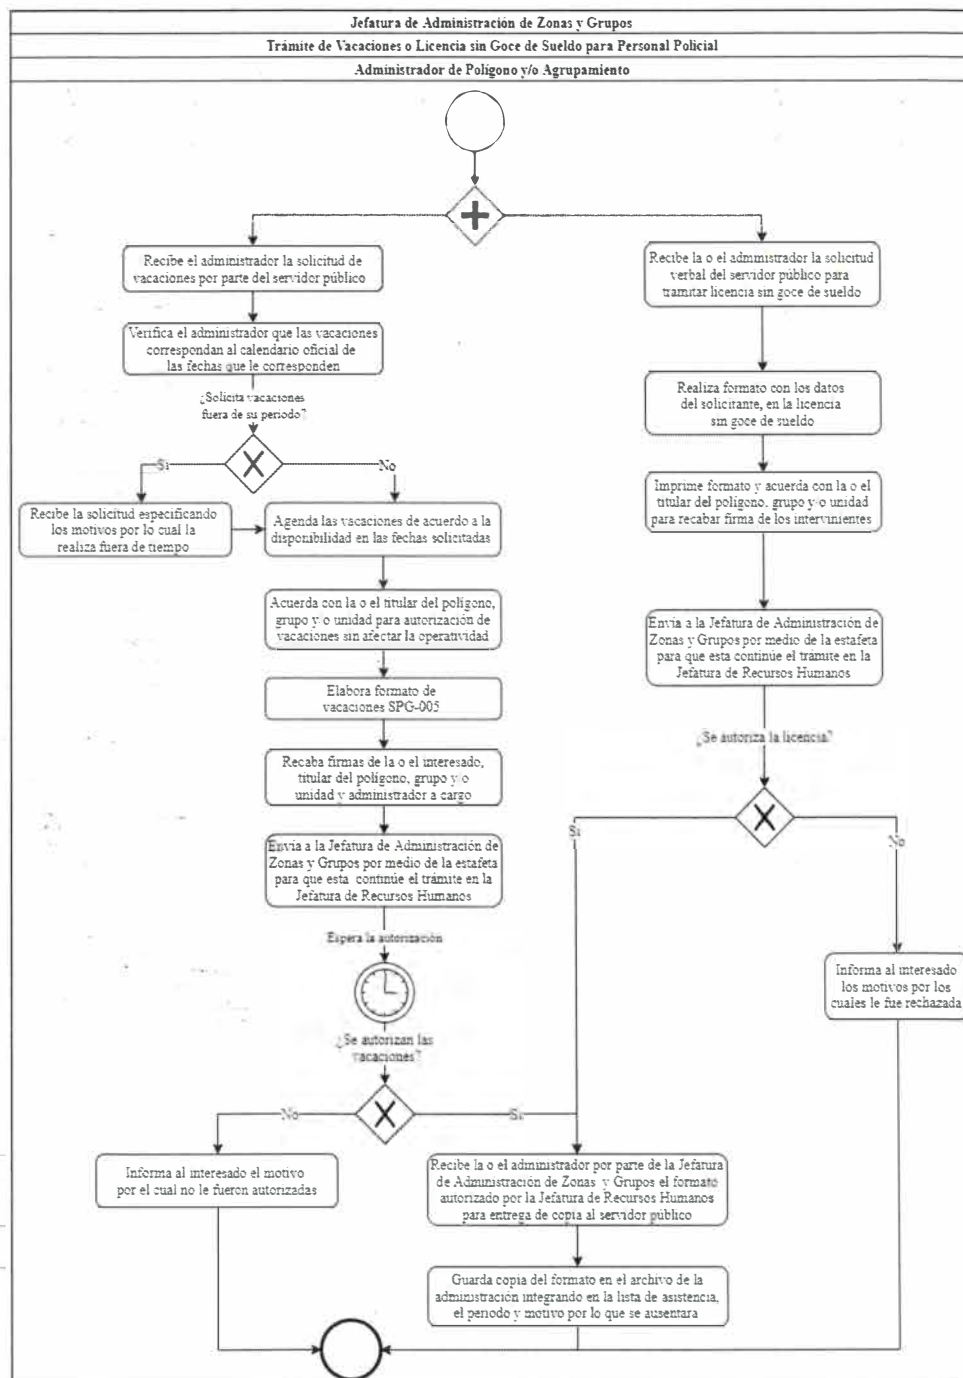 Jefatura de Administración de Zonas y Grupos
Trámite de Vacaciones o Licencia sin Goce de Sueldo para Personal Policial
Administrador de Polígono y/o Agrupamiento
Recibe el administrador la solicitud de
vacaciones por parte del servidor público
Verifica el administrador que las vacaciones
correspondan al calendario oficial de
las fechas que le corresponden
¿Solicita vacaciones
fuera de su periodo?
Si
No
Recibe la solicitud especificando
los motivos por lo cual la
realiza fuera de tiempo
Agenda las vacaciones de acuerdo a la
disponibilidad en las fechas solicitadas
Acuerda con la o el titular del polígono,
grupo y/o unidad para autorización de
vacaciones sin afectar la operatividad
Elabora formato de
vacaciones SPG-005
Recaba firmas de la o el interesado,
titular del polígono, grupo y/o
unidad y administrador a cargo
Envía a la Jefatura de Administración de
Zonas y Grupos por medio de la estafeta
para que esta continúe el trámite en la
Jefatura de Recursos Humanos
Espera la autorización
¿Se autorizan las
vacaciones?
No
Si
Informa al interesado el motivo
por el cual no le fueron autorizadas
Recibe la o el administrador la solicitud
verbal del servidor público para
tramitar licencia sin goce de sueldo
Realiza formato con los datos
del solicitante, en la licencia
sin goce de sueldo
Imprime formato y acuerda con la o el
titular del polígono, grupo y/o unidad
para recabar firma de los intervinientes
Envía a la Jefatura de Administración de
Zonas y Grupos por medio de la estafeta
para que esta continúe el trámite en la
Jefatura de Recursos Humanos
¿Se autoriza la licencia?
Si
No
Informa al interesado
los motivos por los
cuales le fue rechazada
Recibe la o el administrador por parte de la Jefatura
de Administración de Zonas y Grupos el formato
autorizado por la Jefatura de Recursos Humanos
para entrega de copia al servidor público
Guarda copia del formato en el archivo de la
administración integrando en la lista de asistencia,
el periodo y motivo por lo que se ausentara